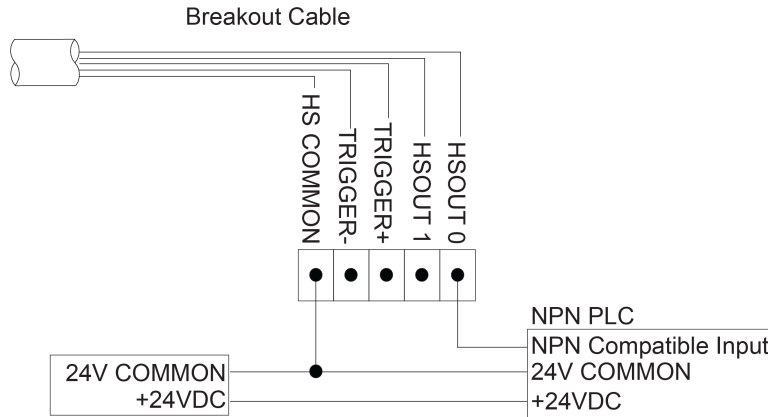 Breakout Cable
HS COMMON
TRIGGER-
TRIGGER+
HSOUT 1
HSOUT 0
NPN PLC
NPN Compatible Input
24V COMMON
+24VDC
24V COMMON
+24VDC